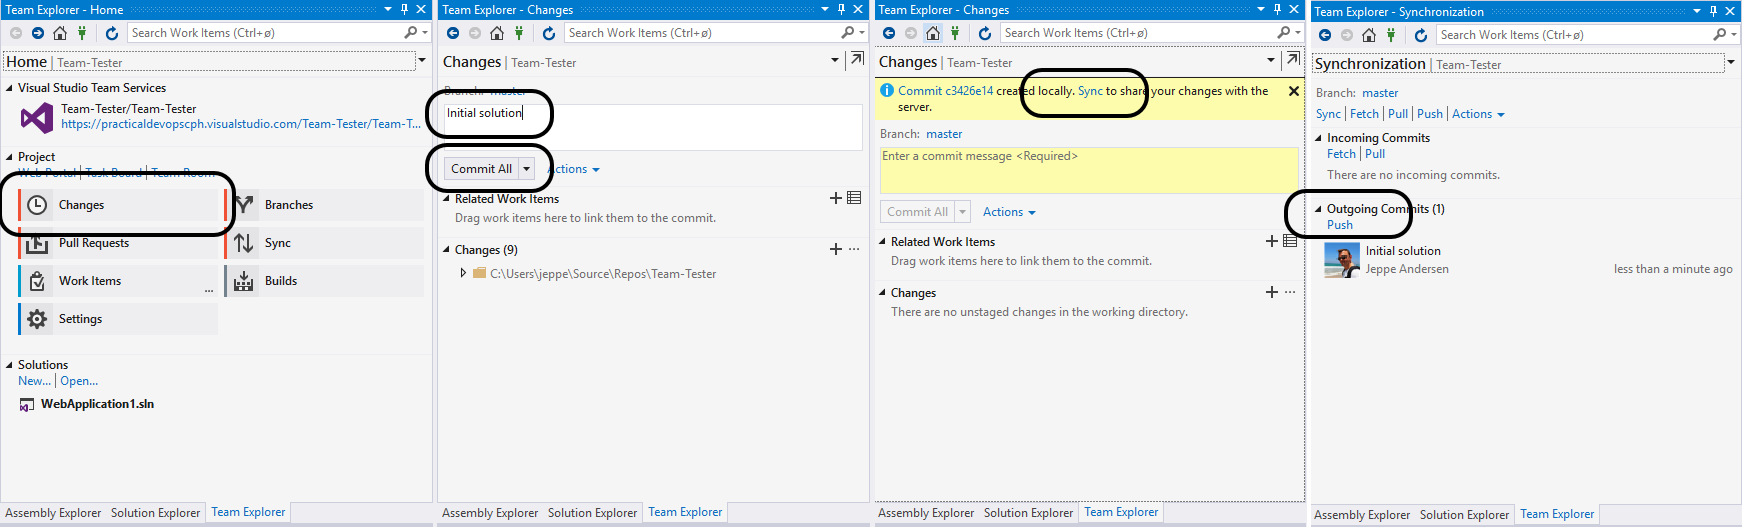 Team Explorer - Home
Search Work Items (Ctrl+ø)
Home | Team-Tester
Visual Studio Team Services
Team-Tester/Team-Tester
https://practicaldevopscph.visualstudio.com/Team-Tester/Team-T...
Project
Web Portal | Task Board | Team Room
Changes
Branches
Pull Requests
Sync
Work Items
...
Builds
Settings
Solutions
New... | Open...
WebApplication1.sln
Assembly Explorer Solution Explorer Team Explorer
Team Explorer - Changes
Search Work Items (Ctrl+ø)
Changes | Team-Tester
Branch: master
Initial solution
Commit All
Actions
Related Work Items
Drag work items here to link them to the commit.
Changes (9)
...
C:\Users\jeppe\Source\Repos\Team-Tester
Assembly Explorer Solution Explorer Team Explorer
Team Explorer - Changes
Search Work Items (Ctrl+ø)
Changes | Team-Tester
Commit c3426e14 created locally. Sync to share your changes with the
server.
Branch: master
Enter a commit message <Required>
Commit All
Actions
Related Work Items
Drag work items here to link them to the commit.
Changes
...
There are no unstaged changes in the working directory.
Assembly Explorer Solution Explorer Team Explorer
Team Explorer - Synchronization
Search Work Items (Ctrl+ø)
Synchronization | Team-Tester
Branch: master
Sync | Fetch | Pull | Push | Actions
Incoming Commits
Fetch | Pull
There are no incoming commits.
Outgoing Commits (1)
Push
Initial solution
Jeppe Andersen
less than a minute ago
Assembly Explorer Solution Explorer Team Explorer